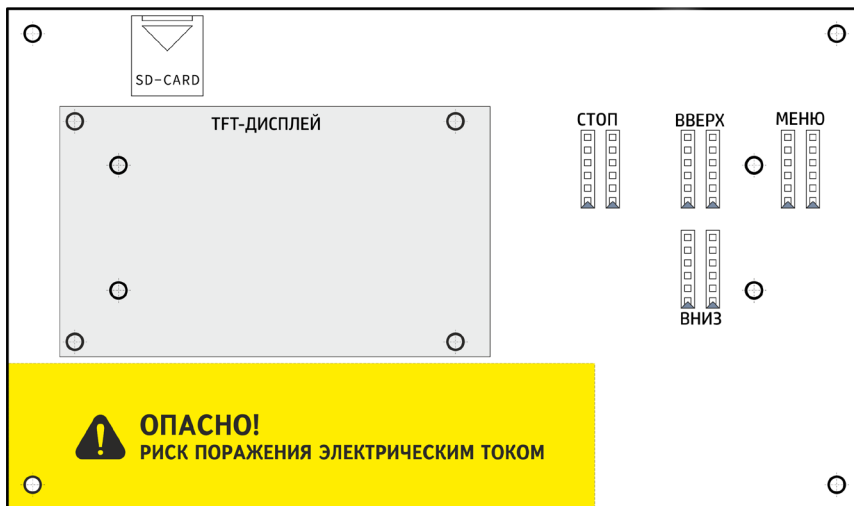 SD-CARD
TFT-ДИСПЛЕЙ
СТОП
ВВЕРХ
МЕНЮ
ВНИЗ
ОПАСНО!
РИСК ПОРАЖЕНИЯ ЭЛЕКТРИЧЕСКИМ ТОКОМ